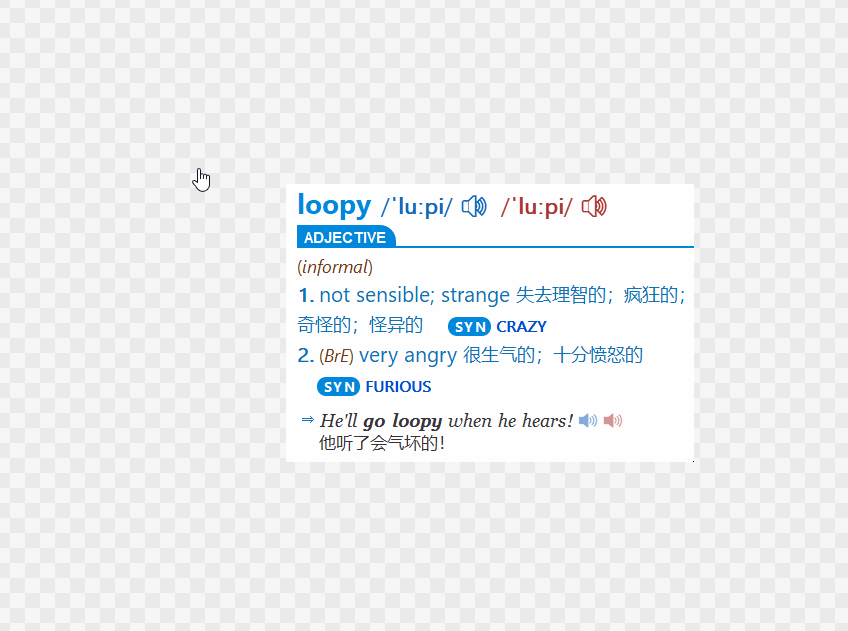 loopy /ˈluːpi/ /ˈluːpi/
ADJECTIVE
(informal)
1. not sensible; strange 失去理智的；疯狂的；
奇怪的；怪异的 SYN CRAZY
2. (BrE) very angry 很生气的；十分愤怒的
SYN FURIOUS
⇒ He'll go loopy when he hears!
他听了会气坏的！